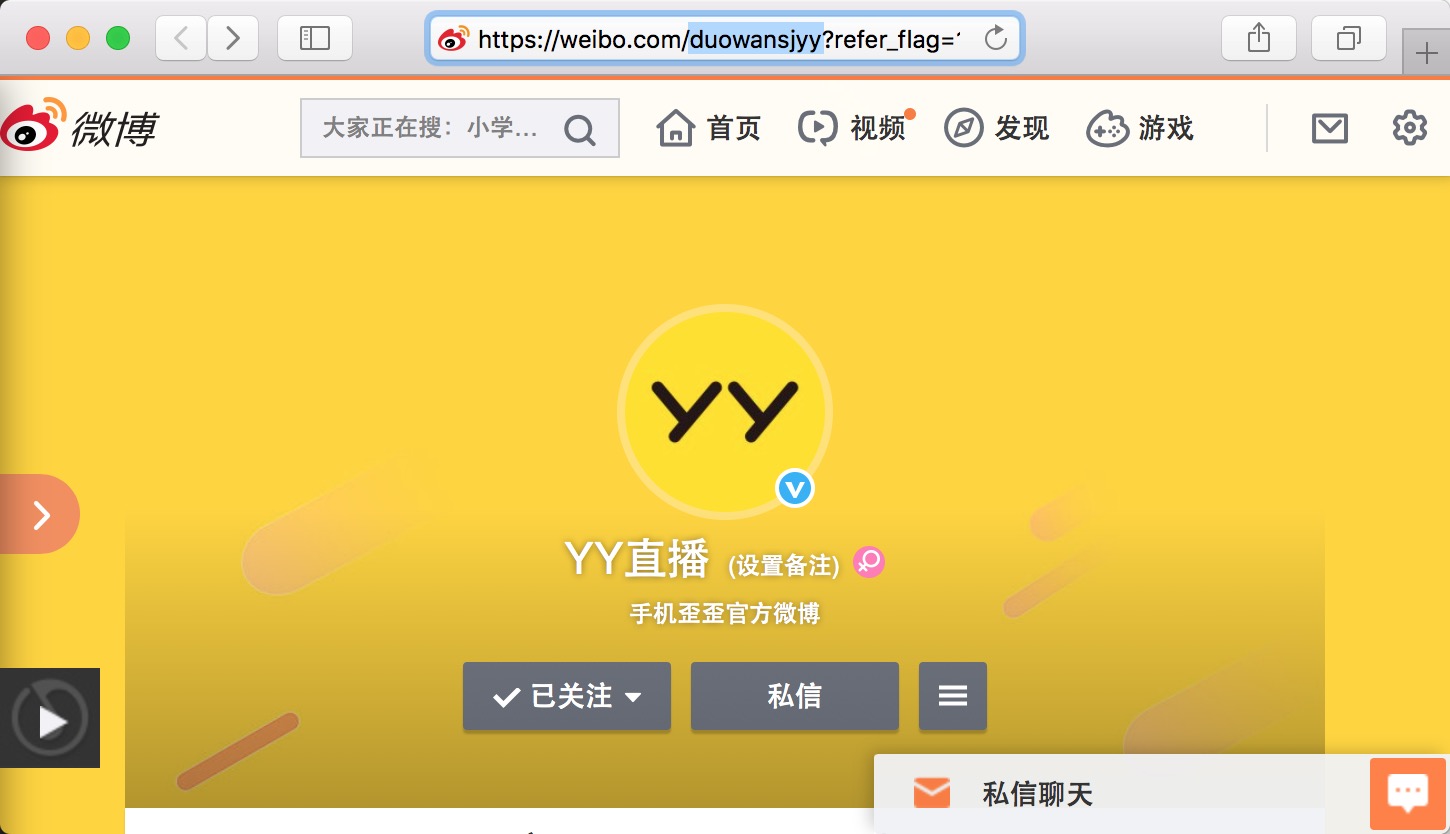 https://weibo.com/duowansjyy?refer_flag=
微博
大家正在搜：小学...
首页
视频
发现
游戏
YY
V
YY直播 (设置备注)
手机歪歪官方微博
已关注
私信
私信聊天